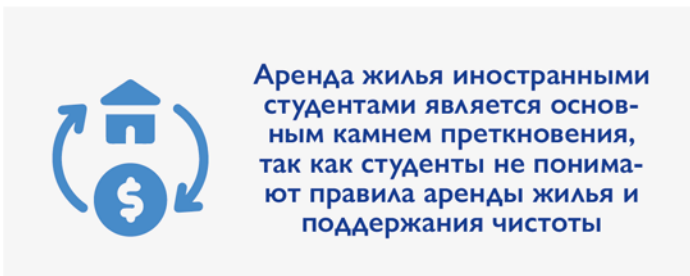 Аренда жилья иностранными
студентами является основ-
ным камнем преткновения,
так как студенты не понима-
ют правила аренды жилья и
поддержания чистоты
$